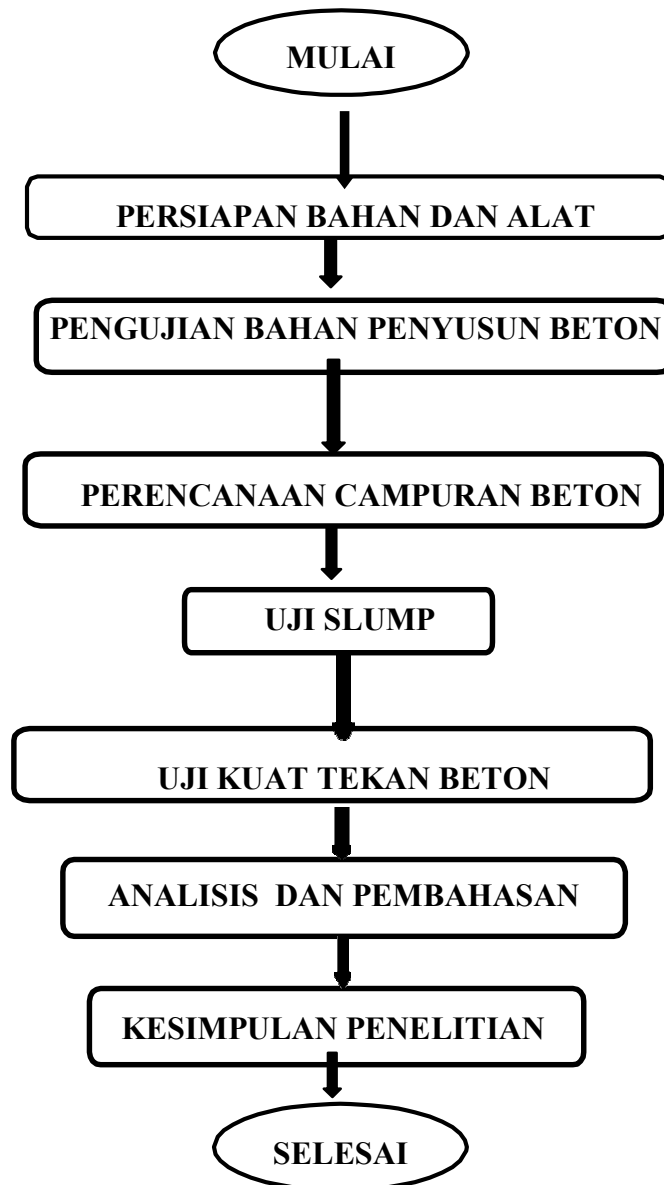 MULAI
PERSIAPAN BAHAN DAN ALAT
PENGUJIAN BAHAN PENYUSUN BETON
PERENCANAAN CAMPURAN BETON
UJI SLUMP
UJI KUAT TEKAN BETON
ANALISIS DAN PEMBAHASAN
KESIMPULAN PENELITIAN
SELESAI